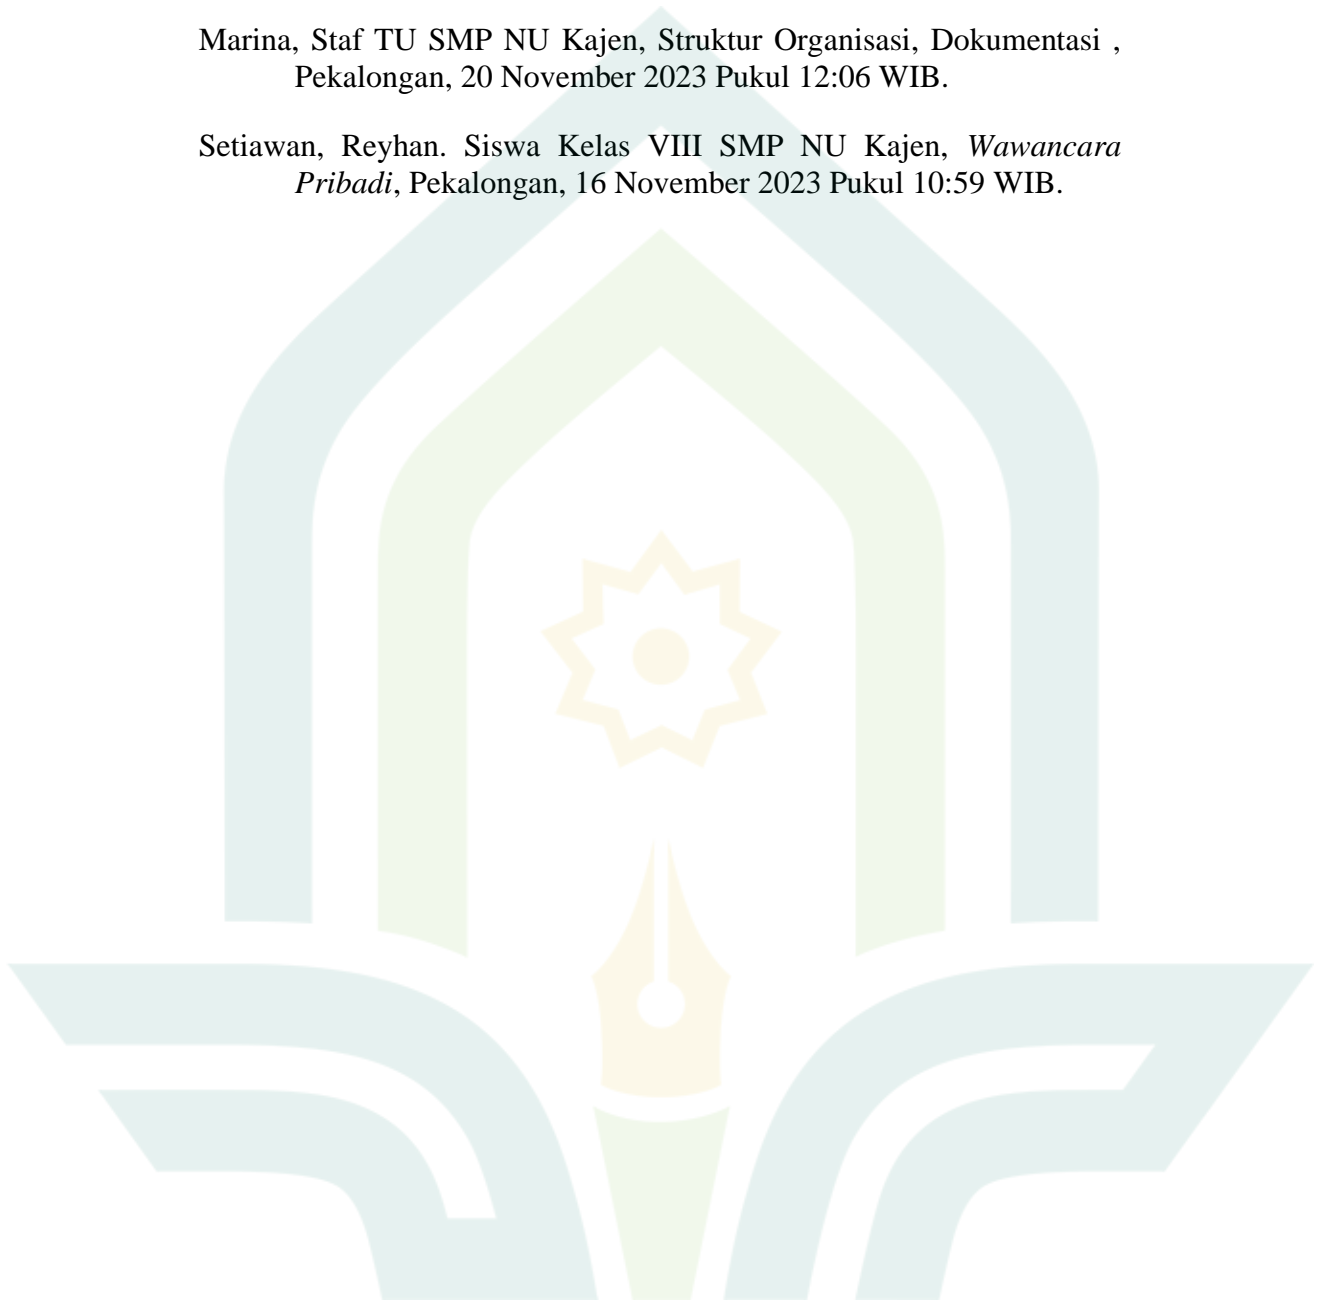 Marina, Staf TU SMP NU Kajen, Struktur Organisasi, Dokumentasi ,
Pekalongan, 20 November 2023 Pukul 12:06 WIB.
Setiawan, Reyhan. Siswa Kelas VIII SMP NU Kajen, Wawancara
Pribadi, Pekalongan, 16 November 2023 Pukul 10:59 WIB.